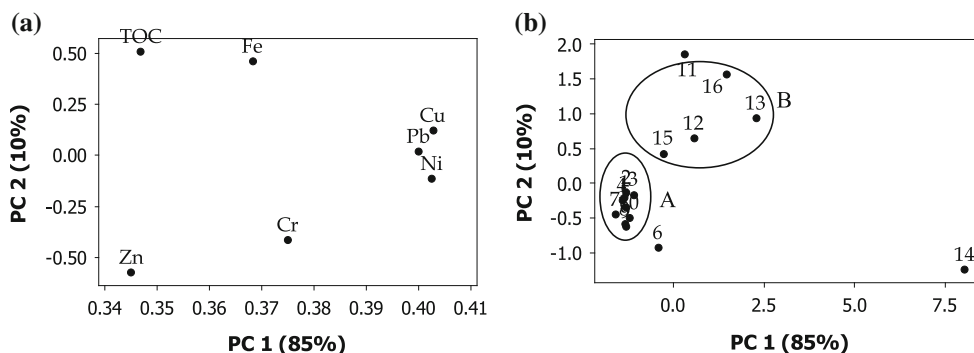 (a)
(b)
PC 2 (10%)
0.50
0.25
0.00
-0.25
-0.50
TOC
Fe
Cu
Pb
Ni
Cr
Zn
0.34 0.35 0.36 0.37 0.38 0.39 0.40 0.41
PC 1 (85%)
PC 2 (10%)
2.0
1.5
1.0
0.5
0.0
-0.5
-1.0
11
16
13
B
12
15
A
7
6
14
0.0 2.5 5.0 7.5
PC 1 (85%)